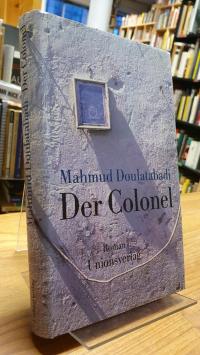 Mahmud Doulatabadi
Der Colonel
Roman
Unionsverlag